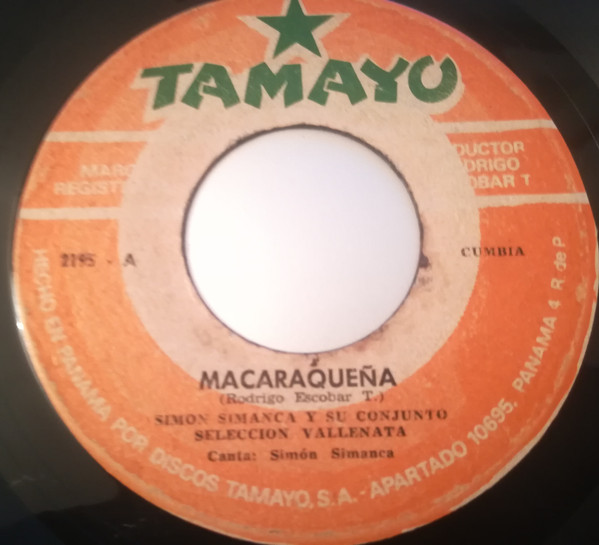 TAMAYO
MARC
REGIST
DUCTOR
DRIGO
OBAR T
2195 - A
CUMBIA
MACARAQUEÑA
(Rodrigo Escobar T.)
SIMON SIMANCA Y SU CONJUNTO
SELECCION VALLENATA
Canta: Simón Simanca
HECHO EN PANAMA POR DISCOS TAMAYO, S.A. - APARTADO 10695, PANAMA 4 R de P